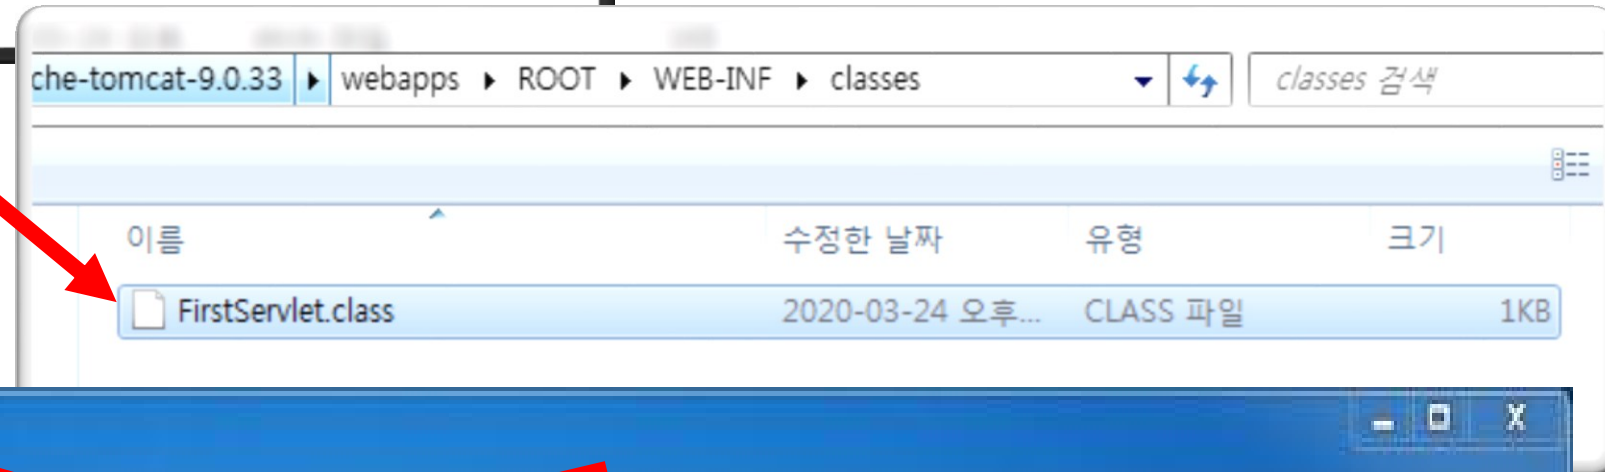 che-tomcat-9.0.33 ▸ webapps ▸ ROOT ▸ WEB-INF ▸ classes classes 검색
이름 수정한 날짜 유형 크기
FirstServlet.class 2020-03-24 오후... CLASS 파일 1KB